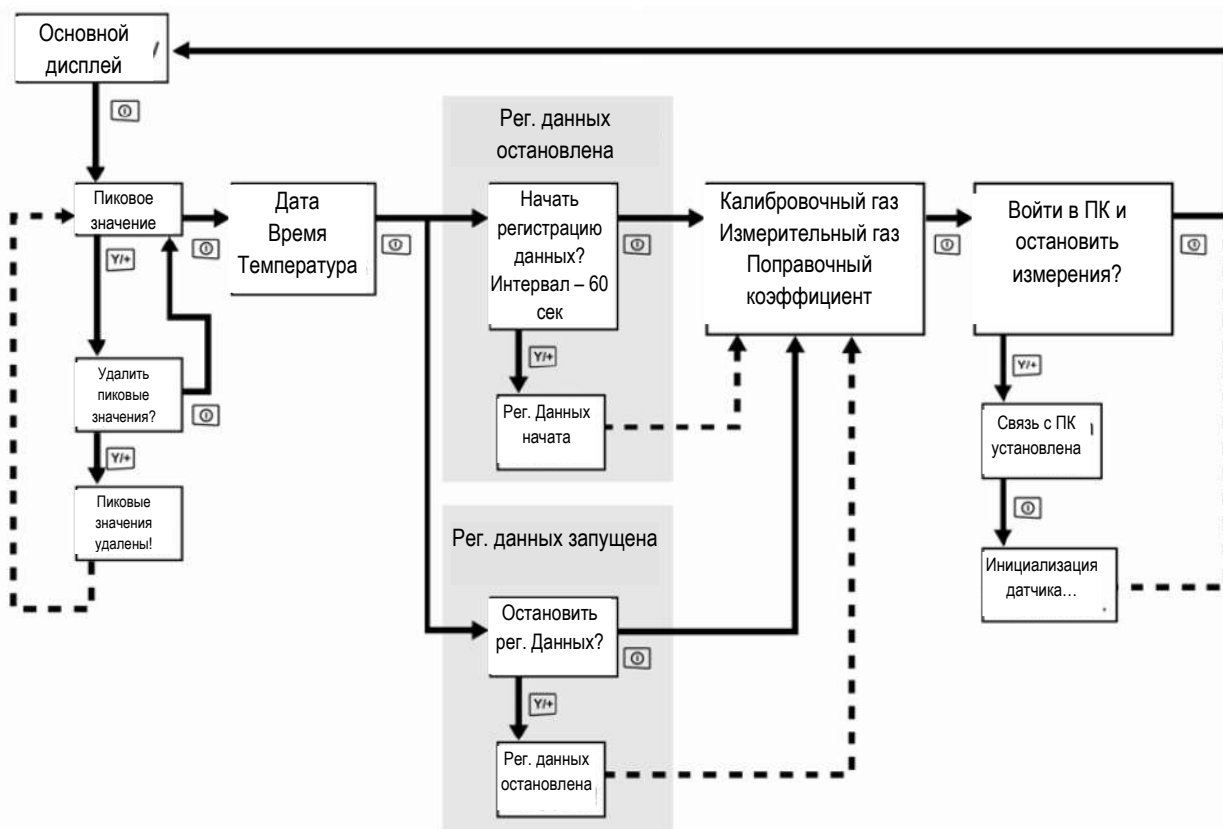 Основной
дисплей
Пиковое
значение
Y/+
Удалить
пиковые
значения?
Y/+
Пиковые
значения
удалены!
Дата
Время
Температура
Рег. данных
остановлена
Начать
регистрацию
данных?
Интервал – 60
сек
Y/+
Рег. Данных
начата
Рег. данных запущена
Остановить
рег. Данных?
Y/+
Рег. данных
остановлена
Калибровочный газ
Измерительный газ
Поправочный
коэффициент
Войти в ПК и
остановить
измерения?
Y/+
Связь с ПК
установлена
Инициализация
датчика…